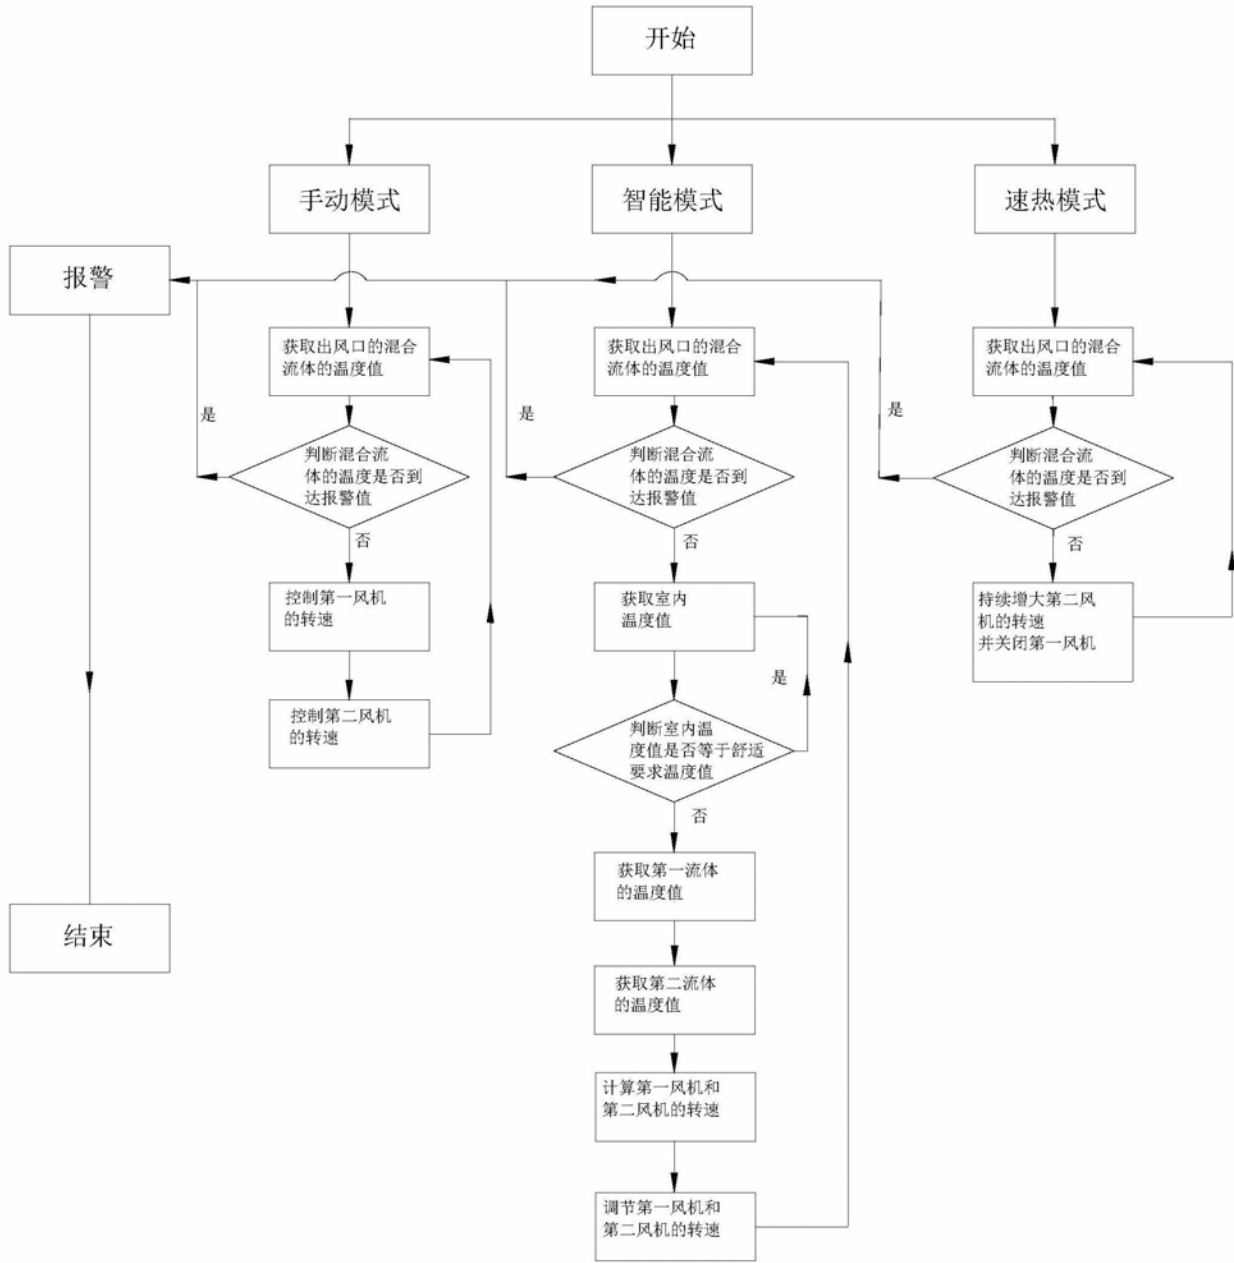 开始
手动模式
智能模式
速热模式
报警
获取出风口的混合
流体的温度值
获取出风口的混合
流体的温度值
获取出风口的混合
流体的温度值
是
是
是
判断混合流
体的温度是否到
达报警值
判断混合流
体的温度是否到
达报警值
判断混合流
体的温度是否到
达报警值
否
否
否
控制第一风机
的转速
获取室内
温度值
持续增大第二风
机的转速
并关闭第一风机
是
控制第二风机
的转速
判断室内温
度值是否等于舒适
要求温度值
否
获取第一流体
的温度值
结束
获取第二流体
的温度值
计算第一风机和
第二风机的转速
调节第一风机和
第二风机的转速